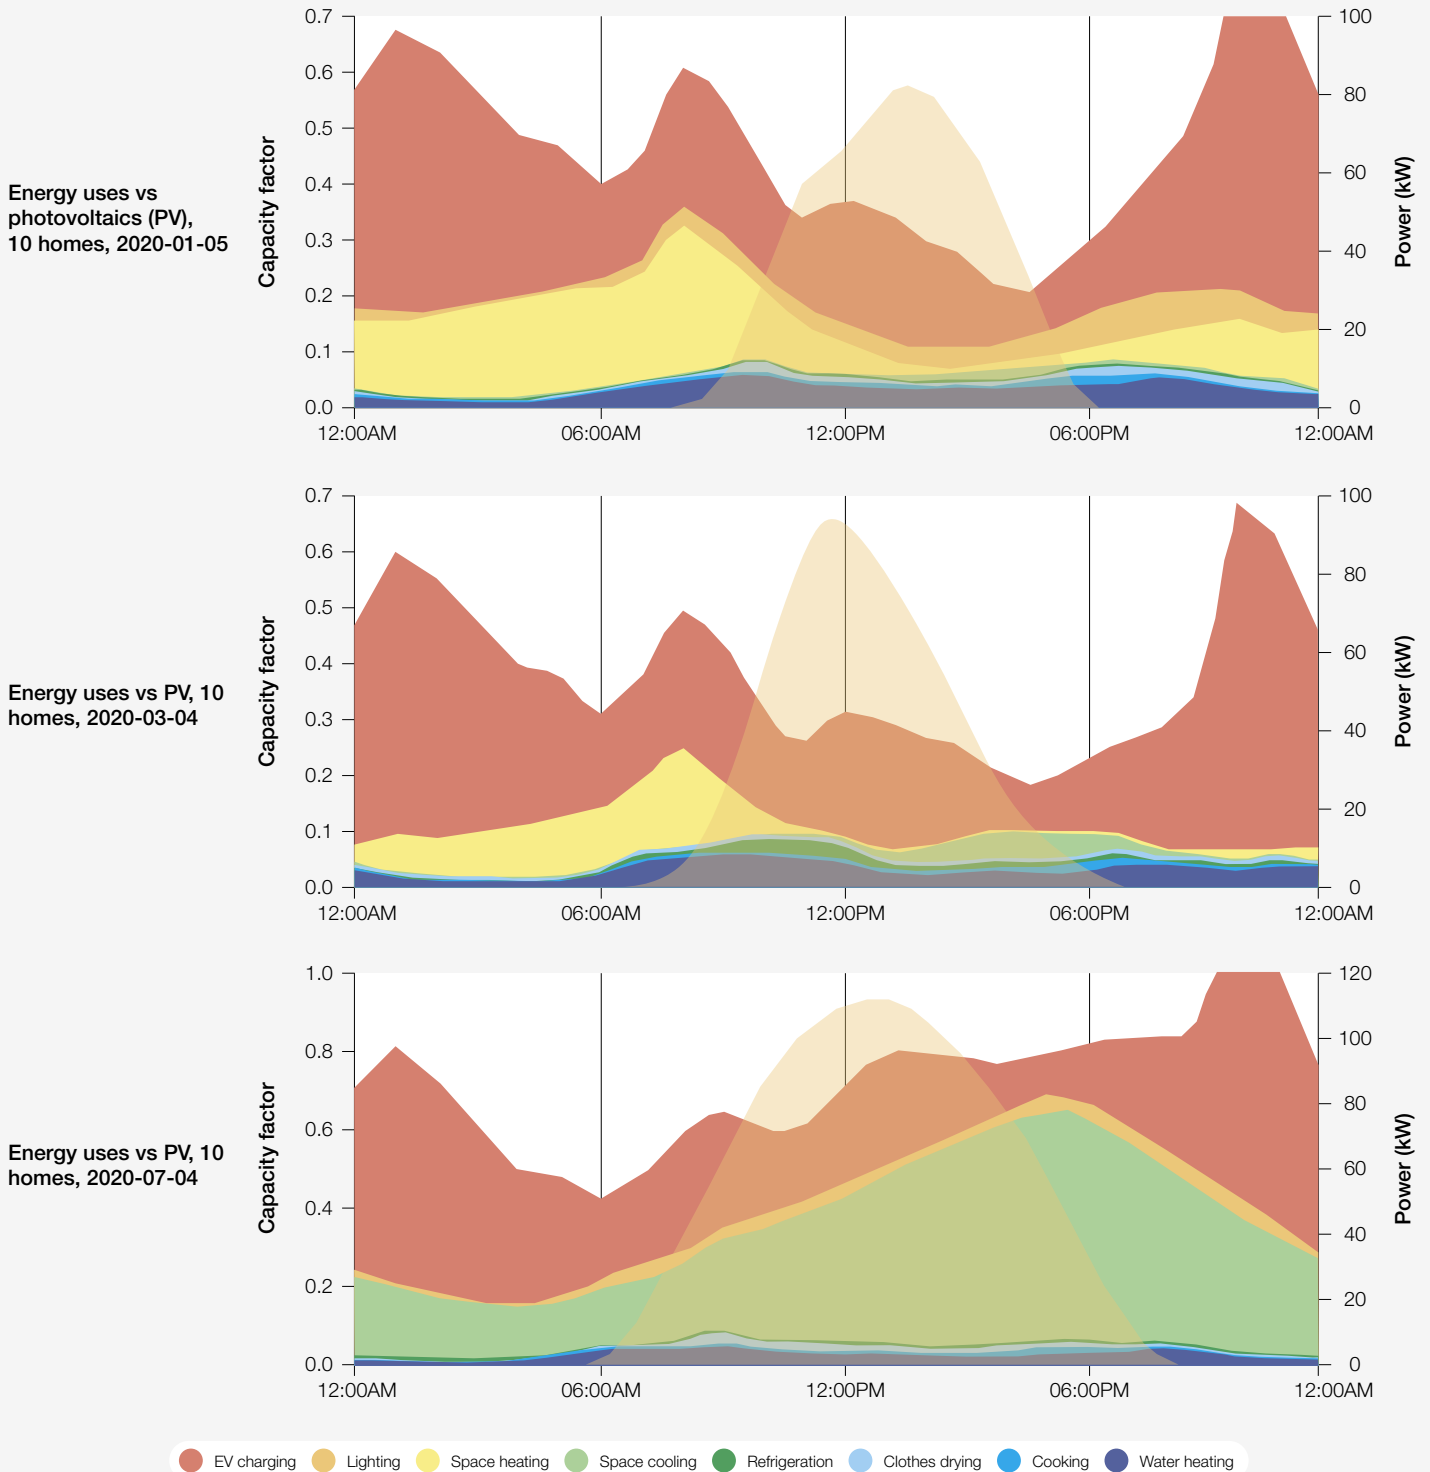 Energy uses vs
photovoltaics (PV),
10 homes, 2020-01-05
Capacity factor
0.7
0.6
0.5
0.4
0.3
0.2
0.1
0.0
100
80
60
40
20
0
Power (kW)
12:00AM 06:00AM 12:00PM 06:00PM 12:00AM
Energy uses vs PV, 10
homes, 2020-03-04
Capacity factor
0.7
0.6
0.5
0.4
0.3
0.2
0.1
0.0
100
80
60
40
20
0
Power (kW)
12:00AM 06:00AM 12:00PM 06:00PM 12:00AM
Energy uses vs PV, 10
homes, 2020-07-04
Capacity factor
1.0
0.8
0.6
0.4
0.2
0.0
120
100
80
60
40
20
0
Power (kW)
12:00AM 06:00AM 12:00PM 06:00PM 12:00AM
EV charging Lighting Space heating Space cooling Refrigeration Clothes drying Cooking Water heating